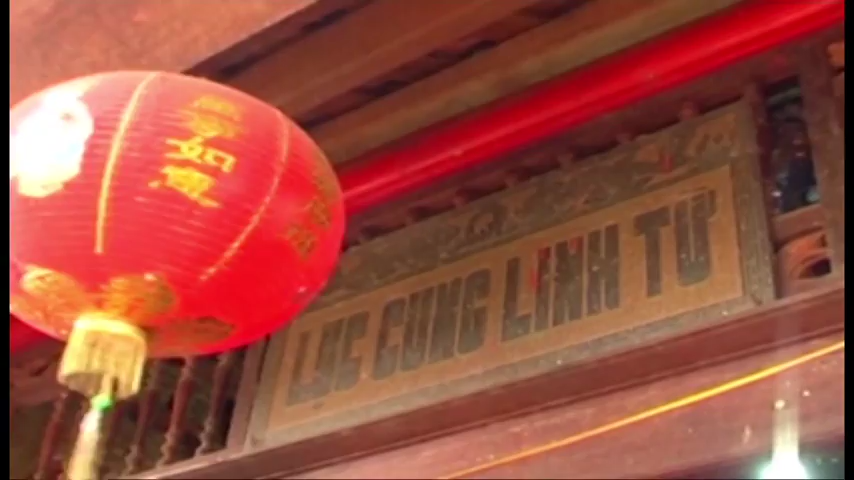 如意
LỤC CUNG LINH TỪ